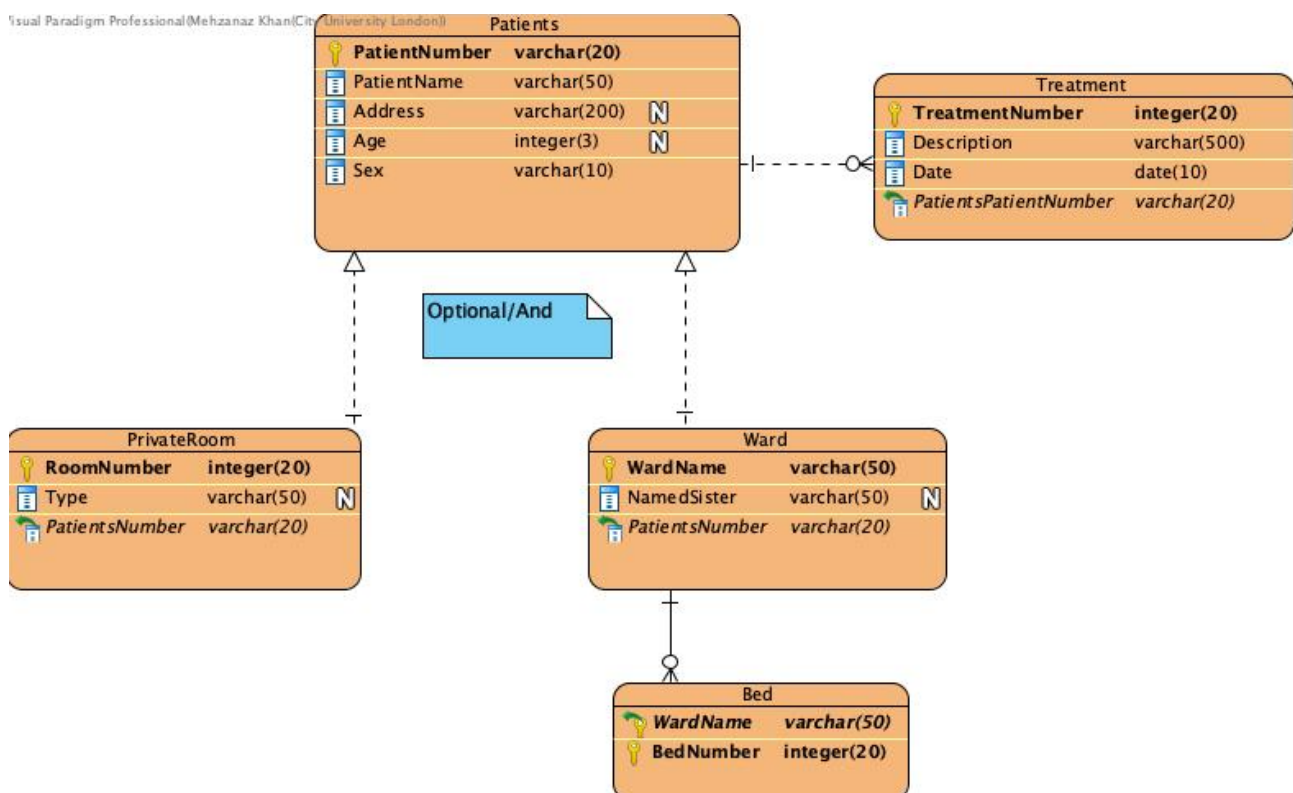 Visual Paradigm Professional(Mehzanaz Khan(City University London))
Patients
PatientNumber varchar(20)
PatientName varchar(50)
Address varchar(200) N
Age integer(3) N
Sex varchar(10)
Treatment
TreatmentNumber integer(20)
Description varchar(500)
Date date(10)
PatientsPatientNumber varchar(20)
Optional/And
PrivateRoom
RoomNumber integer(20)
Type varchar(50) N
PatientsNumber varchar(20)
Ward
WardName varchar(50)
NamedSister varchar(50) N
PatientsNumber varchar(20)
Bed
WardName varchar(50)
BedNumber integer(20)